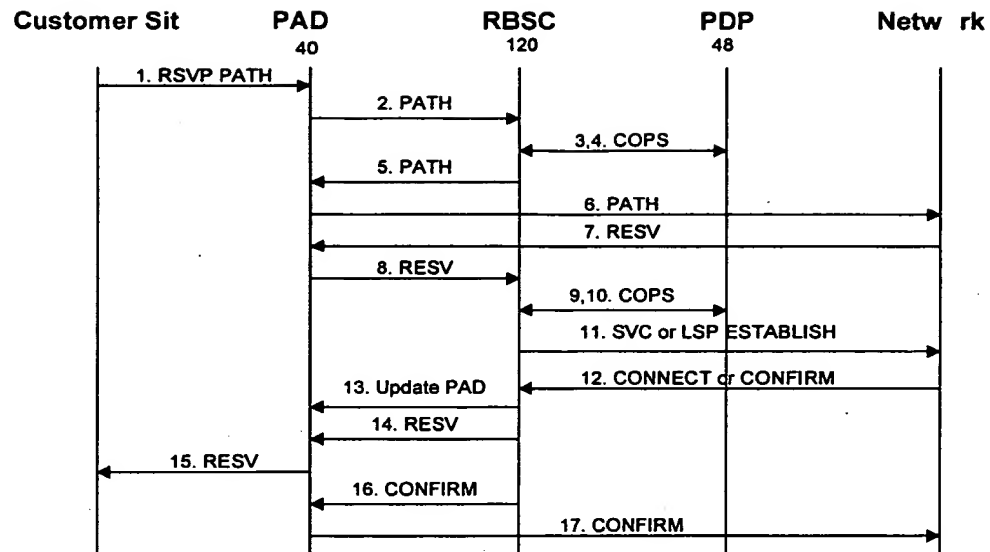 Customer Sit PAD RBSC PDP Netw rk
40 120 48
1. RSVP PATH
2. PATH
3,4. COPS
5. PATH
6. PATH
7. RESV
8. RESV
9,10. COPS
11. SVC or LSP ESTABLISH
12. CONNECT or CONFIRM
13. Update PAD
14. RESV
15. RESV
16. CONFIRM
17. CONFIRM